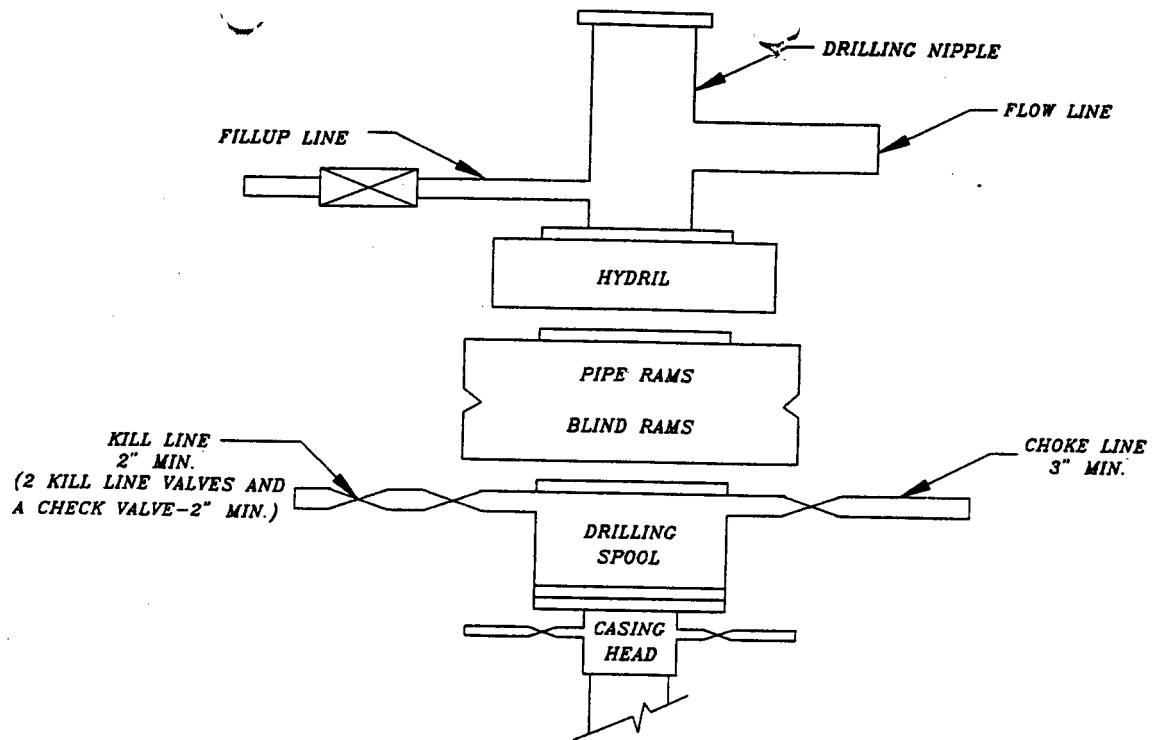 DRILLING NIPPLE
FLOW LINE
FILLUP LINE
HYDRIL
PIPE RAMS
BLIND RAMS
KILL LINE
2" MIN.
(2 KILL LINE VALVES AND
A CHECK VALVE-2" MIN.)
CHOKE LINE
3" MIN.
DRILLING
SPOOL
CASING
HEAD